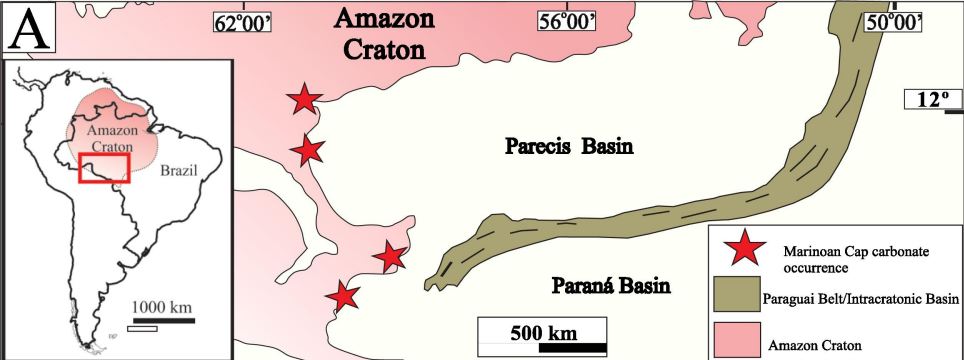 A
62°00'
Amazon
Craton
56°00'
50°00'
12°
Parecis Basin
Paraná Basin
500 km
Amazon
Craton
Brazil
1000 km
Marinoan Cap carbonate
occurrence
Paraguai Belt/Intracratonic Basin
Amazon Craton